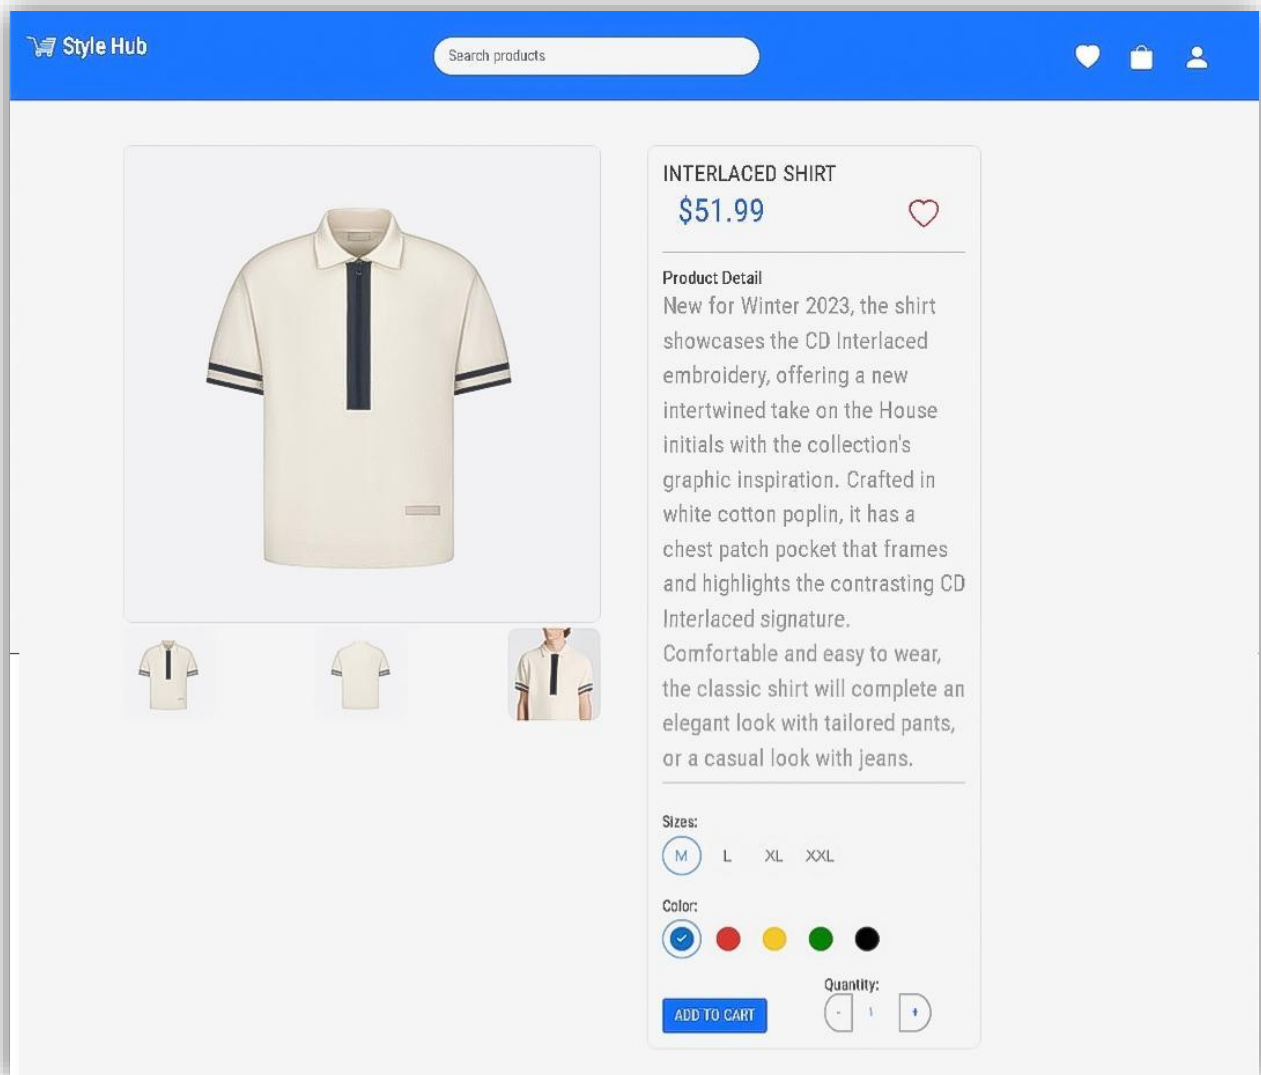 Style Hub
Search products
INTERLACED SHIRT
$51.99
Product Detail
New for Winter 2023, the shirt
showcases the CD Interlaced
embroidery, offering a new
intertwined take on the House
initials with the collection's
graphic inspiration. Crafted in
white cotton poplin, it has a
chest patch pocket that frames
and highlights the contrasting CD
Interlaced signature.
Comfortable and easy to wear,
the classic shirt will complete an
elegant look with tailored pants,
or a casual look with jeans.
Sizes:
M L XL XXL
Color:
Quantity:
ADD TO CART - 1 +